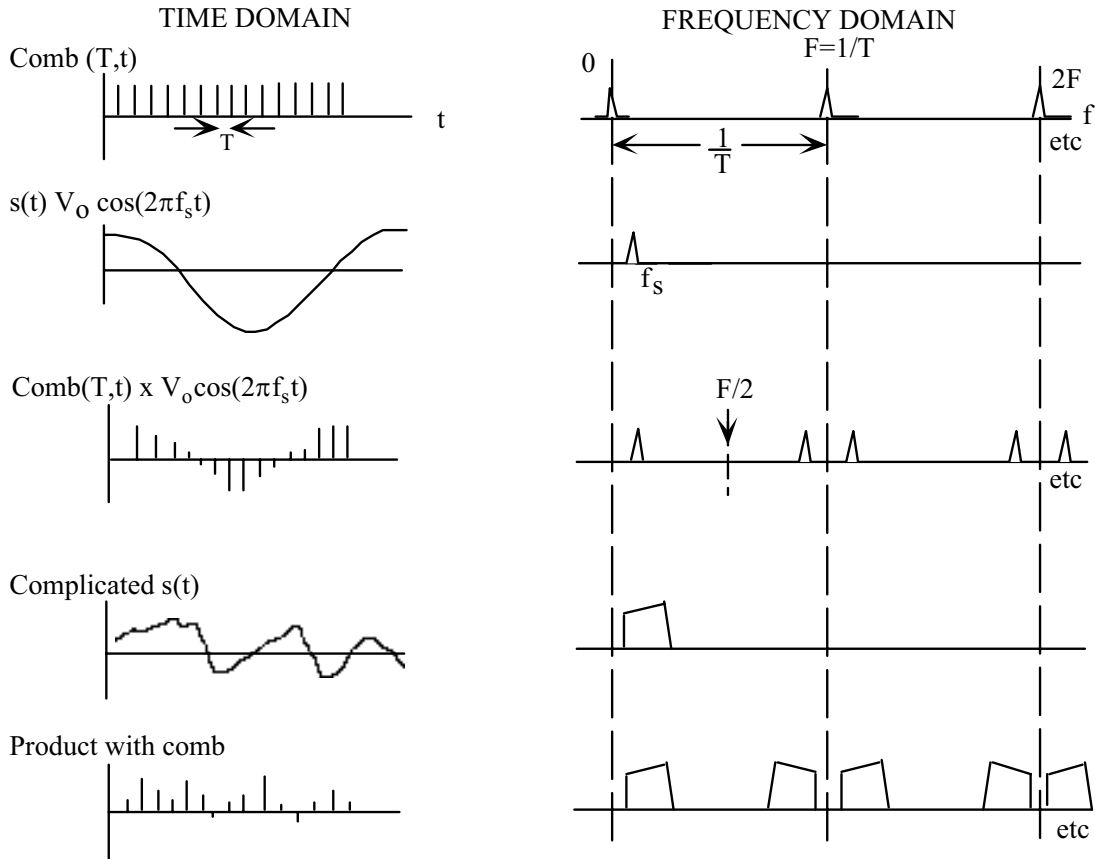 TIME DOMAIN
FREQUENCY DOMAIN
Comb (T,t)
t
T
0
F=1/T
2F
f
etc
1
T
s(t) Vo cos(2πfst)
fs
Comb(T,t) x Vocos(2πfst)
F/2
etc
Complicated s(t)
Product with comb
etc